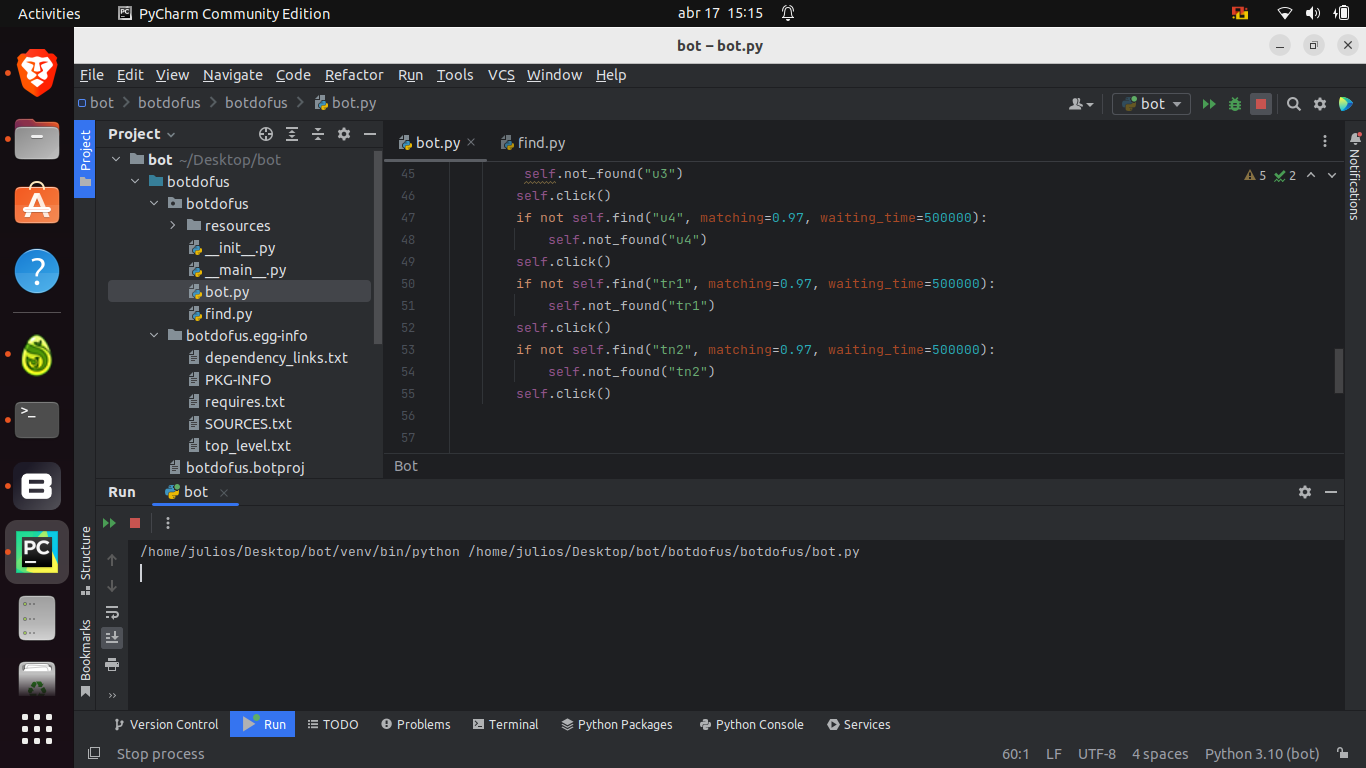 Activities PyCharm Community Edition abr 17 15:15
bot – bot.py
File Edit View Navigate Code Refactor Run Tools VCS Window Help
bot botdofus botdofus bot.py bot
Project
Project
bot.py find.py
Notifications
bot ~/Desktop/bot
botdofus
botdofus
resources
__init__.py
__main__.py
bot.py
find.py
botdofus.egg-info
dependency_links.txt
PKG-INFO
requires.txt
SOURCES.txt
top_level.txt
botdofus.botproj
5 2
45 self.not_found("u3")
46 self.click()
47 if not self.find("u4", matching=0.97, waiting_time=500000):
48 self.not_found("u4")
49 self.click()
50 if not self.find("tr1", matching=0.97, waiting_time=500000):
51 self.not_found("tr1")
52 self.click()
53 if not self.find("tn2", matching=0.97, waiting_time=500000):
54 self.not_found("tn2")
55 self.click()
56
57
Bot
Run bot
Structure
Bookmarks
/home/julios/Desktop/bot/venv/bin/python /home/julios/Desktop/bot/botdofus/botdofus/bot.py
Version Control Run TODO Problems Terminal Python Packages Python Console Services
Stop process 60:1 LF UTF-8 4 spaces Python 3.10 (bot)